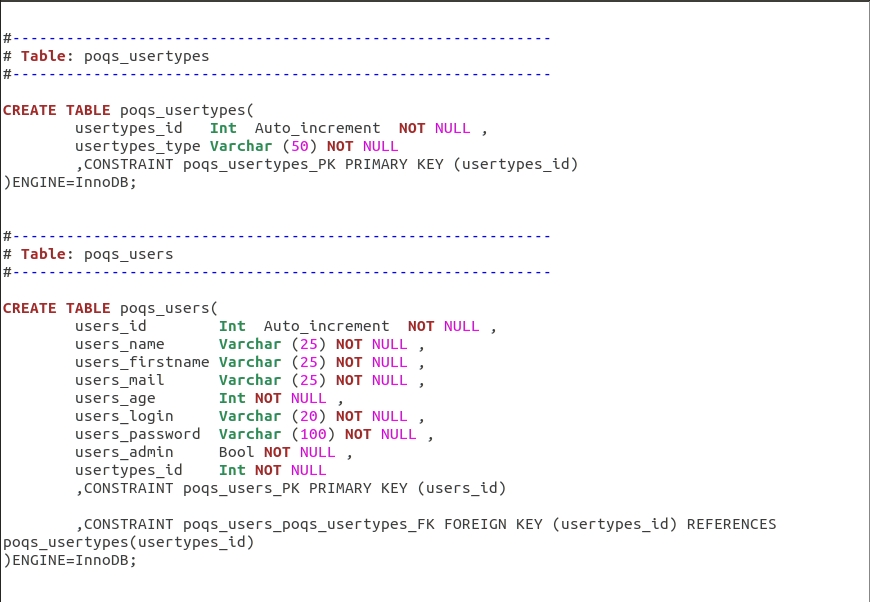 #------------------------------------------------------------
# Table: poqs_usertypes
#------------------------------------------------------------
CREATE TABLE poqs_usertypes(
        usertypes_id   Int  Auto_increment  NOT NULL ,
        usertypes_type Varchar (50) NOT NULL
        ,CONSTRAINT poqs_usertypes_PK PRIMARY KEY (usertypes_id)
)ENGINE=InnoDB;
#------------------------------------------------------------
# Table: poqs_users
#------------------------------------------------------------
CREATE TABLE poqs_users(
        users_id        Int  Auto_increment  NOT NULL ,
        users_name      Varchar (25) NOT NULL ,
        users_firstname Varchar (25) NOT NULL ,
        users_mail      Varchar (25) NOT NULL ,
        users_age       Int NOT NULL ,
        users_login     Varchar (20) NOT NULL ,
        users_password  Varchar (100) NOT NULL ,
        users_admin     Bool NOT NULL ,
        usertypes_id    Int NOT NULL
        ,CONSTRAINT poqs_users_PK PRIMARY KEY (users_id)
        ,CONSTRAINT poqs_users_poqs_usertypes_FK FOREIGN KEY (usertypes_id) REFERENCES
poqs_usertypes(usertypes_id)
)ENGINE=InnoDB;